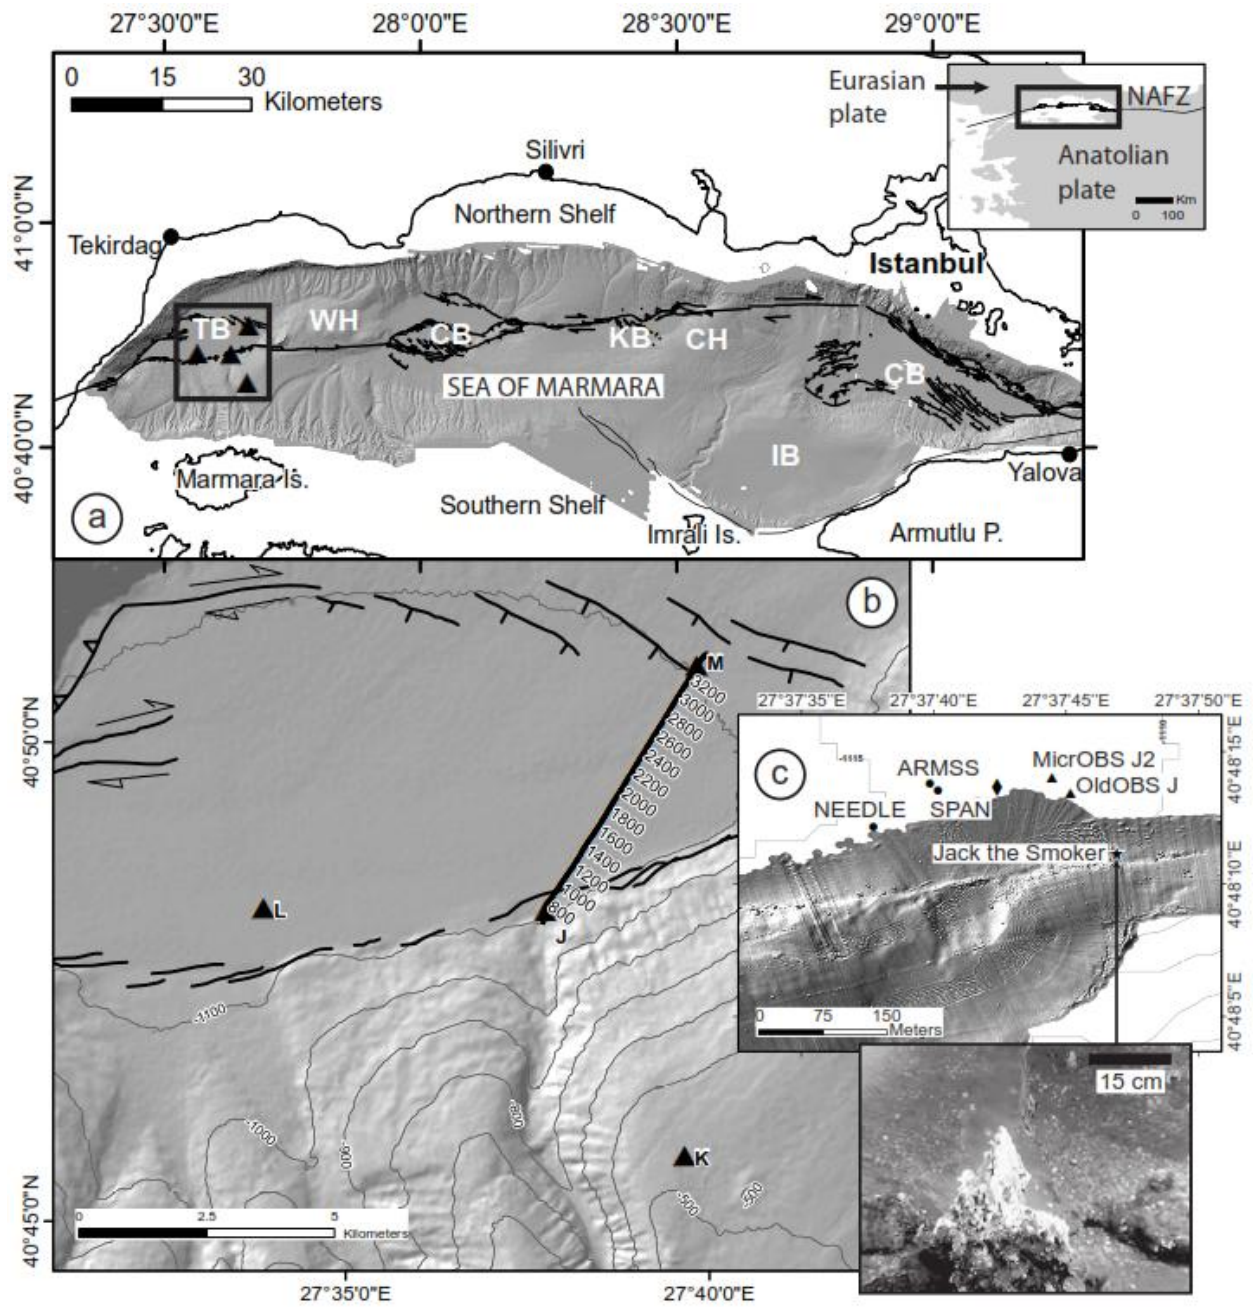 27°30'0"E
28°0'0"E
28°30'0"E
29°0'0"E
0 15 30
Kilometers
Eurasian
plate
NAFZ
Anatolian
plate
Km
0 100
41°0'0"N
40°40'0"N
Silivri
Northern Shelf
Tekirdag
Istanbul
TB
WH
CB
KB
CH
ÇB
SEA OF MARMARA
IB
Marmara Is.
Southern Shelf
Imrali Is.
Armutlu P.
Yalova
a
b
M
3200
3000
2800
2600
2400
2200
2000
1800
1600
1400
1200
1000
800
J
L
K
-1100
-1000
-900
-800
-500
-500
40°50'0"N
40°45'0"N
0 2.5 5
Kilometers
27°35'0"E
27°40'0"E
27°37'35"E
27°37'40"E
27°37'45"E
27°37'50"E
c
-1115
-1110
ARMSS
MicrOBS J2
OldOBS J
NEEDLE
SPAN
Jack the Smoker
0 75 150
Meters
40°48'15"E
40°48'10"E
40°48'5"E
15 cm